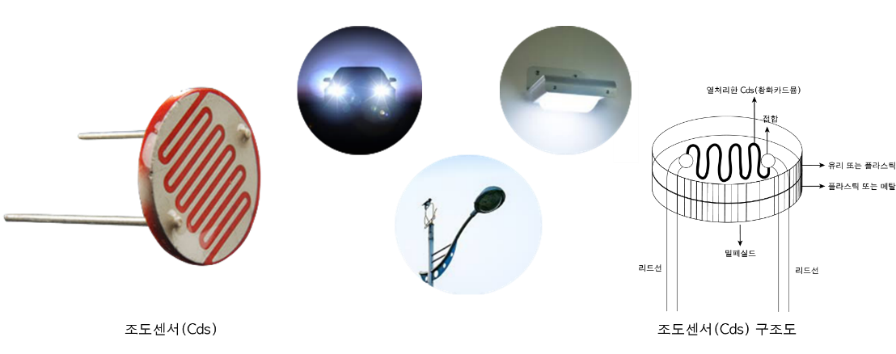 열처리한 Cds(황화카드뮴)
접합
유리 또는 플라스틱
플라스틱 또는 메탈
밀폐실드
리드선
리드선
조도센서(Cds)
조도센서(Cds) 구조도